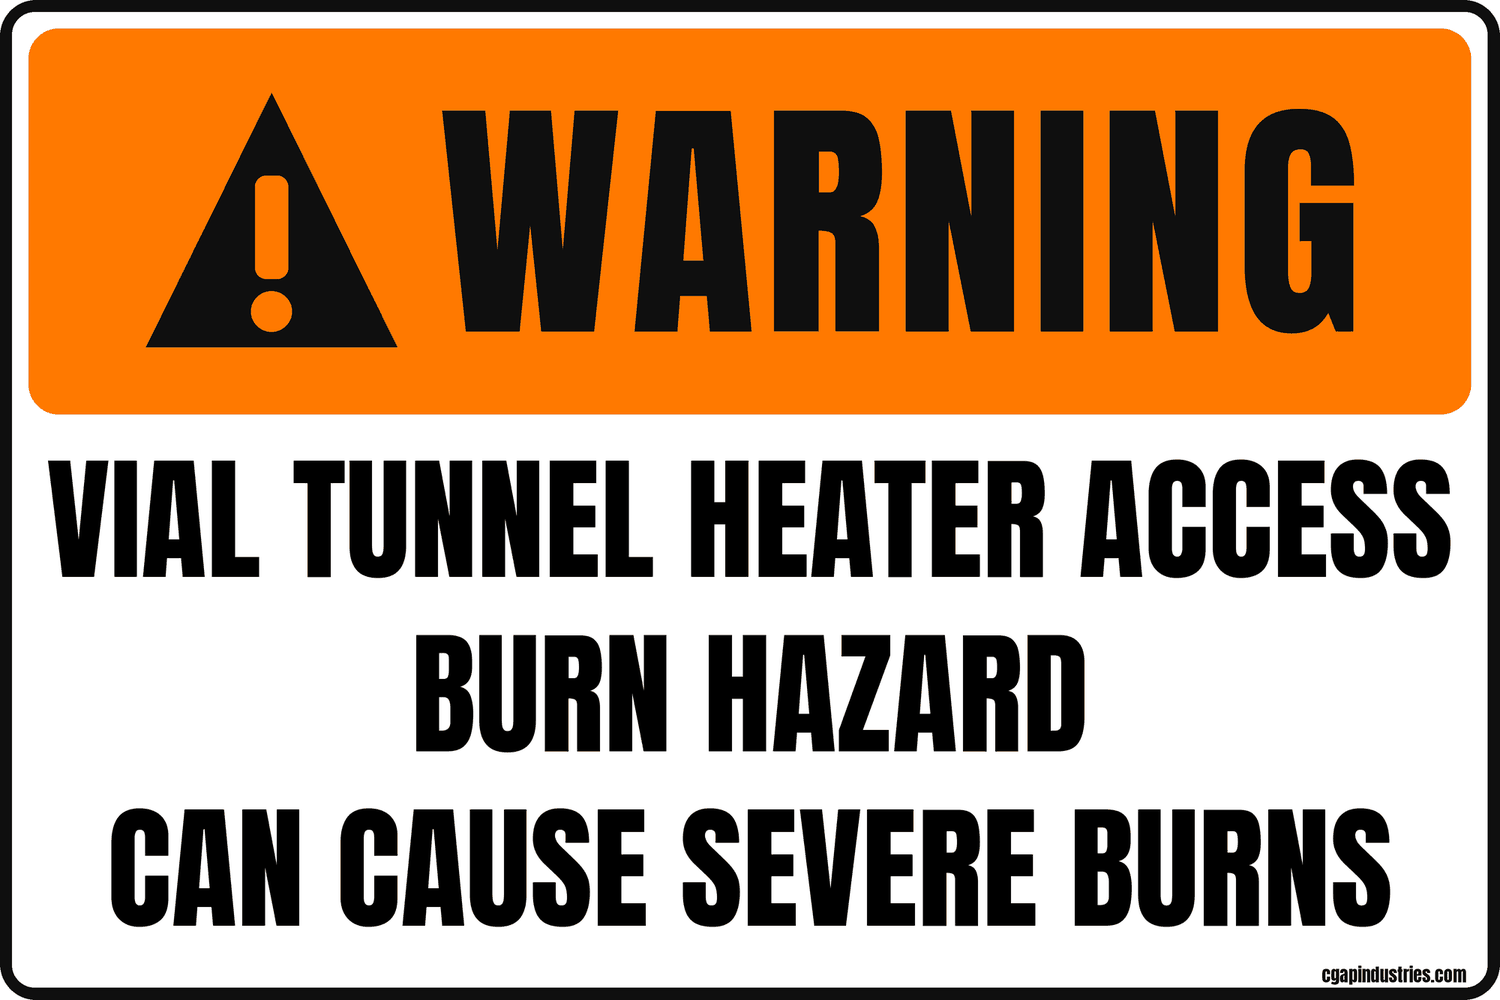 WARNING
VIAL TUNNEL HEATER ACCESS
BURN HAZARD
CAN CAUSE SEVERE BURNS
cgapindustries.com